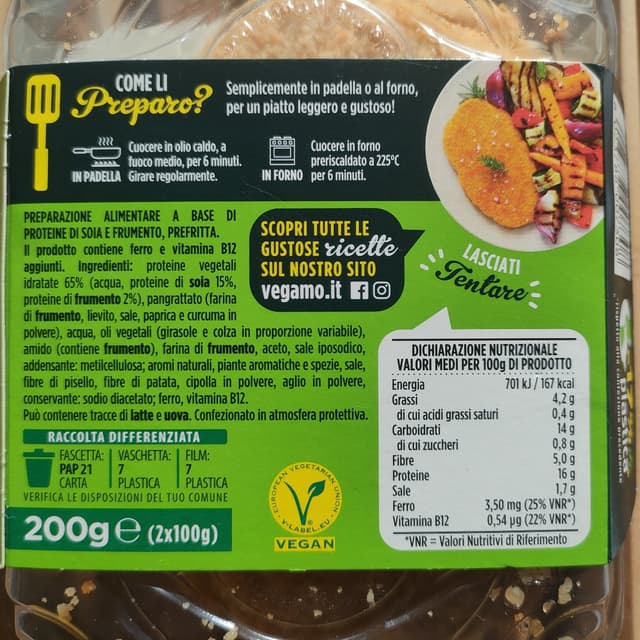 COME LI
Preparo?
Semplicemente in padella o al forno,
per un piatto leggero e gustoso!
IN PADELLA
Cuocere in olio caldo, a
fuoco medio, per 6 minuti.
Girare regolarmente.
IN FORNO
Cuocere in forno
preriscaldato a 225°C
per 6 minuti.
LASCIATI
Tentare
PREPARAZIONE ALIMENTARE A BASE DI
PROTEINE DI SOIA E FRUMENTO, PREFRITTA.
Il prodotto contiene ferro e vitamina B12
aggiunti. Ingredienti: proteine vegetali
idratate 65% (acqua, proteine di soia 15%,
proteine di frumento 2%), pangrattato (farina
di frumento, lievito, sale, paprica e curcuma in
polvere), acqua, oli vegetali (girasole e colza in proporzione variabile),
amido (contiene frumento), farina di frumento, aceto, sale iposodico,
addensante: metilcellulosa; aromi naturali, piante aromatiche e spezie, sale,
fibra di pisello, fibra di patata, cipolla in polvere, aglio in polvere,
conservante: sodio diacetato; ferro, vitamina B12.
Può contenere tracce di latte e uova. Confezionato in atmosfera protettiva.
SCOPRI TUTTE LE
GUSTOSE ricette
SUL NOSTRO SITO
vegamo.it
RACCOLTA DIFFERENZIATA
FASCETTA:
PAP 21
CARTA
VASCHETTA:
7
PLASTICA
FILM:
7
PLASTICA
VERIFICA LE DISPOSIZIONI DEL TUO COMUNE
200g e (2x100g)
EUROPEAN VEGETARIAN UNION
V-LABEL.EU
VEGAN
DICHIARAZIONE NUTRIZIONALE
VALORI MEDI PER 100g DI PRODOTTO
Energia 701 kJ / 167 kcal
Grassi 4,2 g
di cui acidi grassi saturi 0,4 g
Carboidrati 14 g
di cui zuccheri 0,8 g
Fibre 5,0 g
Proteine 16 g
Sale 1,7 g
Ferro 3,50 mg (25% VNR*)
Vitamina B12 0,54 µg (22% VNR*)
*VNR = Valori Nutritivi di Riferimento
plastica